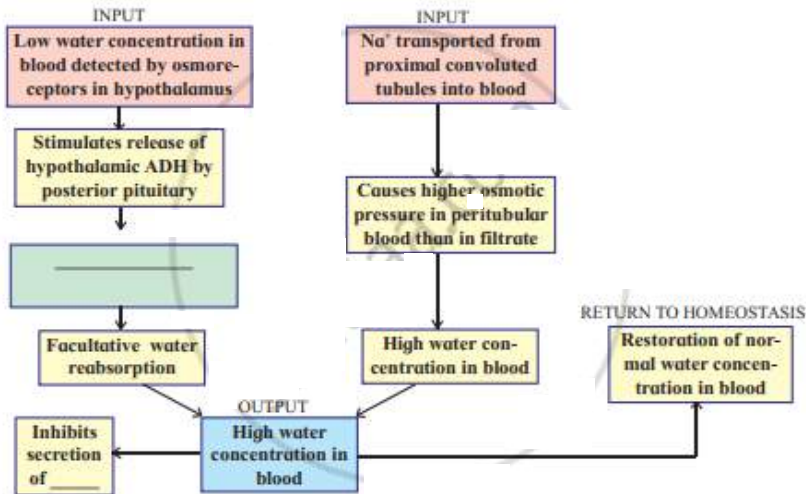 INPUT
Low water concentration in
blood detected by osmore-
ceptors in hypothalamus
Stimulates release of
hypothalamic ADH by
posterior pituitary
____________
Facultative water
reabsorption
INPUT
Na⁺ transported from
proximal convoluted
tubules into blood
Causes higher osmotic
pressure in peritubular
blood than in filtrate
High water con-
centration in blood
OUTPUT
High water
concentration in
blood
Inhibits
secretion
of _____
RETURN TO HOMEOSTASIS
Restoration of nor-
mal water concen-
tration in blood